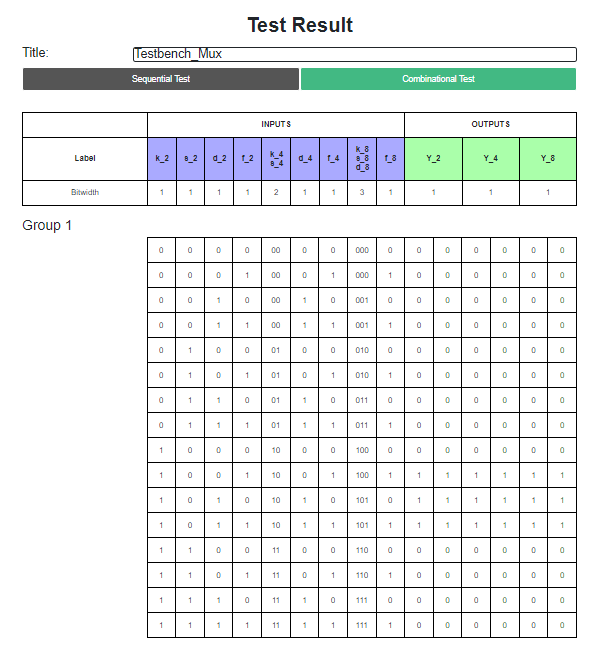 Test Result
Title: Testbench_Mux
Sequential Test Combinational Test
INPUTS OUTPUTS
Label k_2 s_2 d_2 f_2 k_4 s_4 d_4 f_4 k_8 s_8 d_8 f_8 Y_2 Y_4 Y_8
Bitwidth 1 1 1 1 2 1 1 3 1 1 1 1
Group 1
0 0 0 0 00 0 0 000 0 0 0 0 0 0 0
0 0 0 1 00 0 1 000 1 0 0 0 0 0 0
0 0 1 0 00 1 0 001 0 0 0 0 0 0 0
0 0 1 1 00 1 1 001 1 0 0 0 0 0 0
0 1 0 0 01 0 0 010 0 0 0 0 0 0 0
0 1 0 1 01 0 1 010 1 0 0 0 0 0 0
0 1 1 0 01 1 0 011 0 0 0 0 0 0 0
0 1 1 1 01 1 1 011 1 0 0 0 0 0 0
1 0 0 0 10 0 0 100 0 0 0 0 0 0 0
1 0 0 1 10 0 1 100 1 1 1 1 1 1 1
1 0 1 0 10 1 0 101 0 1 1 1 1 1 1
1 0 1 1 10 1 1 101 1 1 1 1 1 1 1
1 1 0 0 11 0 0 110 0 0 0 0 0 0 0
1 1 0 1 11 0 1 110 1 0 0 0 0 0 0
1 1 1 0 11 1 0 111 0 0 0 0 0 0 0
1 1 1 1 11 1 1 111 1 0 0 0 0 0 0